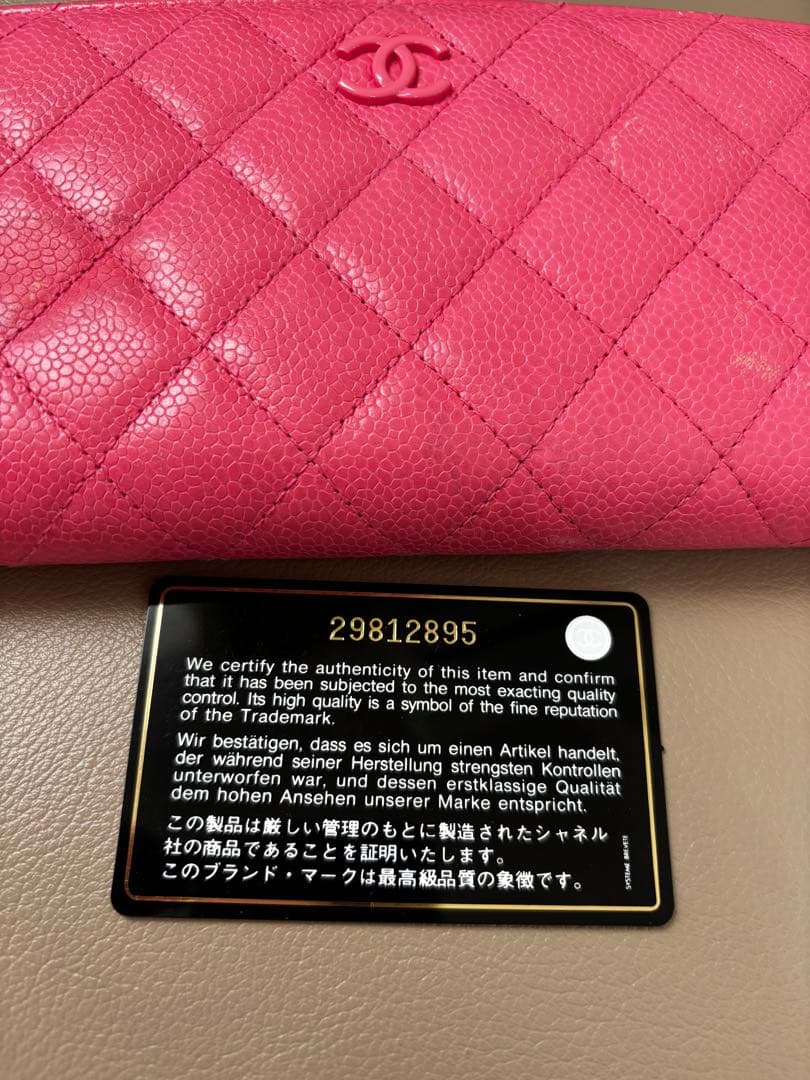 29812895
We certify the authenticity of this item and confirm
that it has been subjected to the most exacting quality
control. Its high quality is a symbol of the fine reputation
of the Trademark.
Wir bestätigen, dass es sich um einen Artikel handelt,
der während seiner Herstellung strengsten Kontrollen
unterworfen war, und dessen erstklassige Qualität
dem hohen Ansehen unserer Marke entspricht.
この製品は厳しい管理のもとに製造されたシャネル
社の商品であることを証明いたします。
このブランド・マークは最高級品質の象徴です。
SYSTEME BREVETE